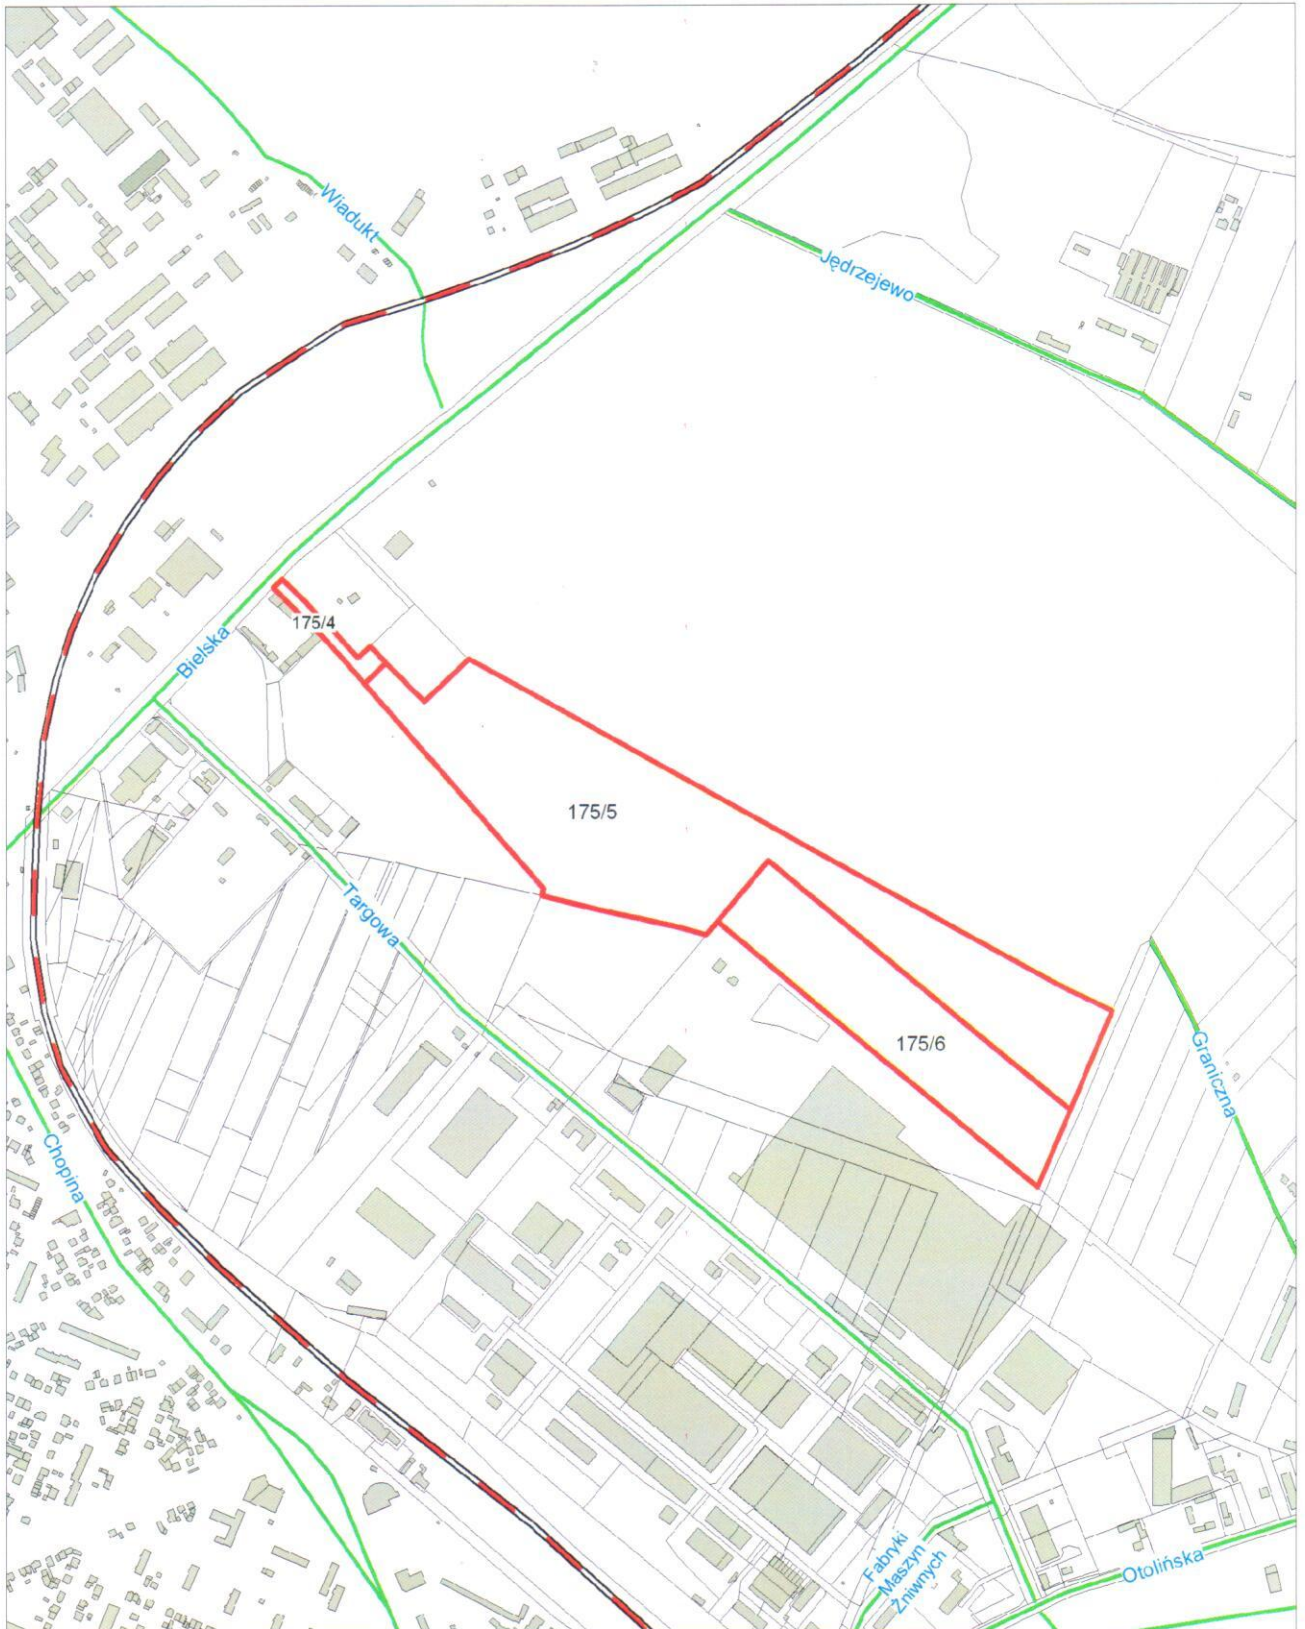 Wiadukt
Jędrzejewo
175/4
Bielska
175/5
Targowa
175/6
Graniczna
Chopina
Fabryki
Maszyn
Żniwnych
Otolińska